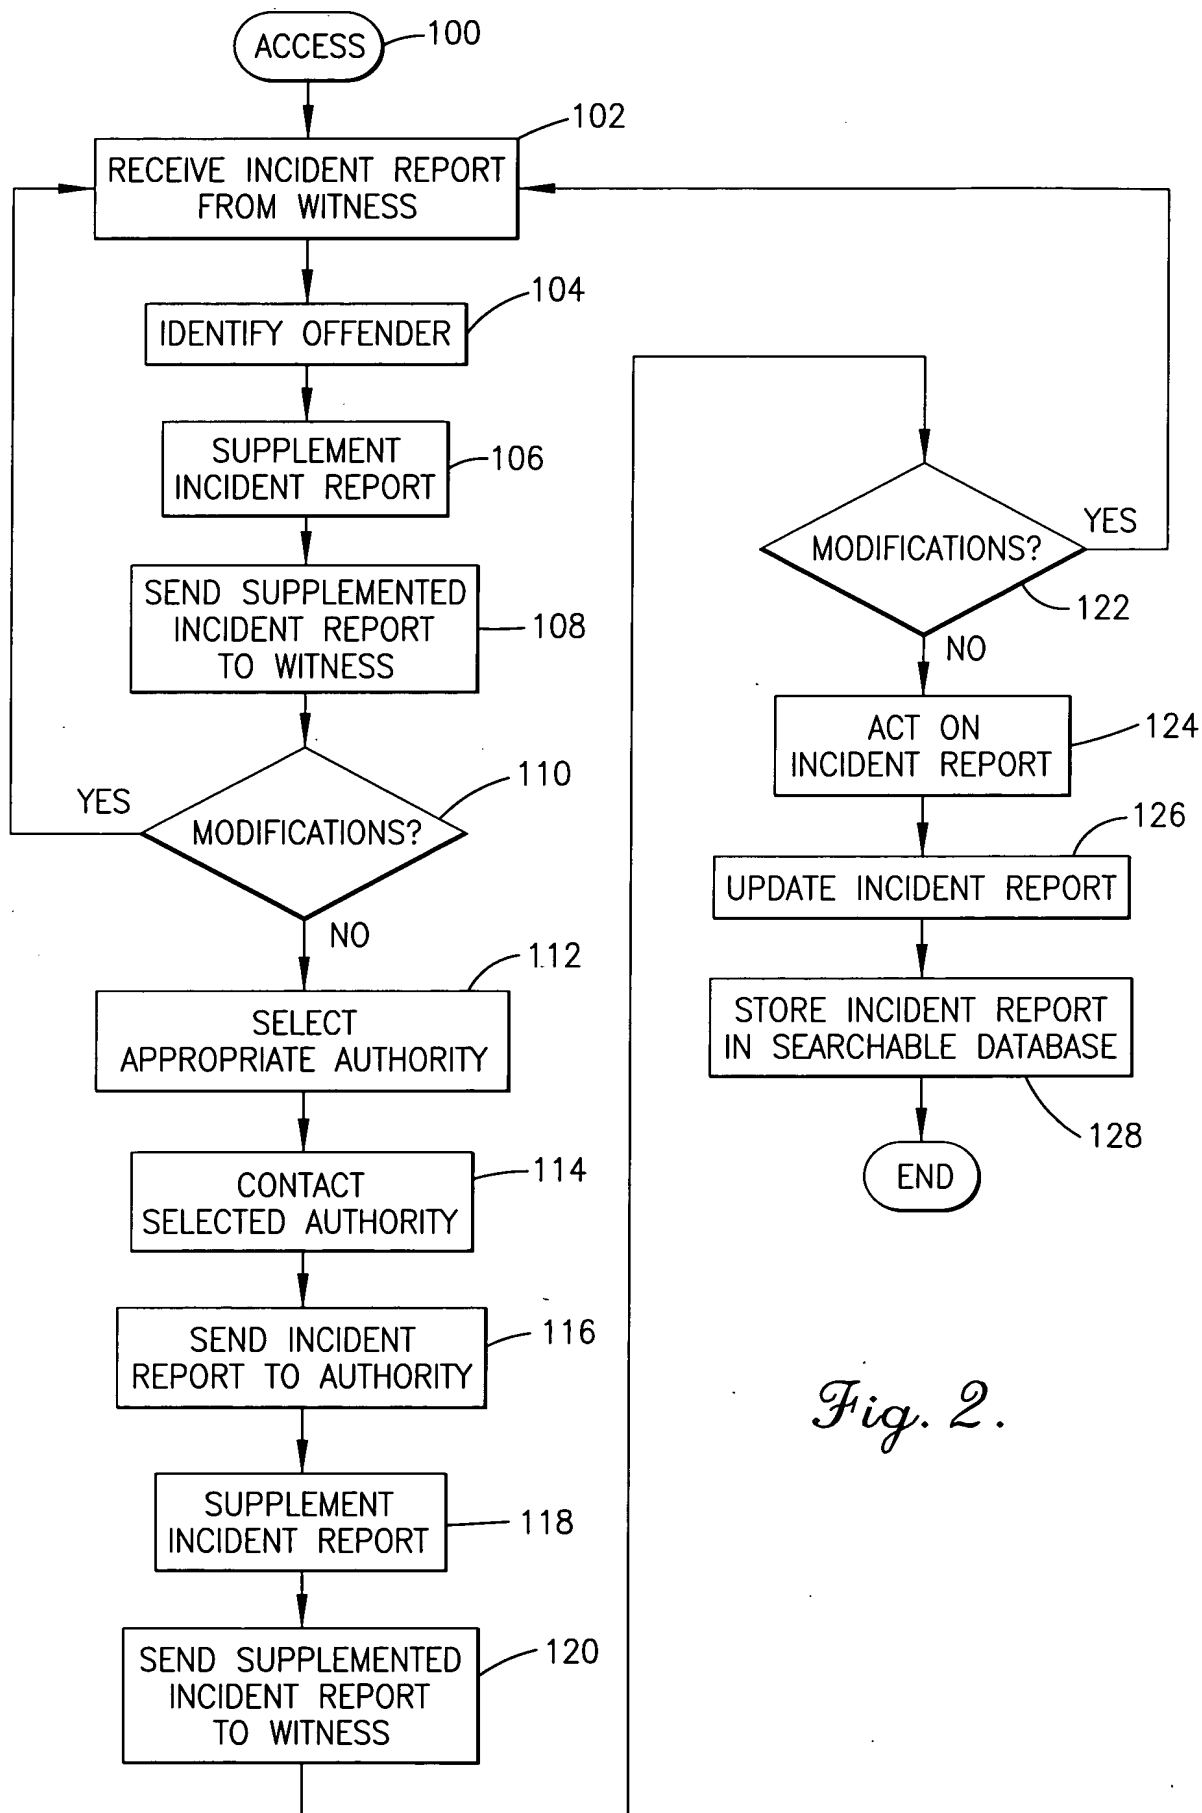 ACCESS
100
102
RECEIVE INCIDENT REPORT
FROM WITNESS
104
IDENTIFY OFFENDER
SUPPLEMENT
INCIDENT REPORT
106
SEND SUPPLEMENTED
INCIDENT REPORT
TO WITNESS
108
110
YES
MODIFICATIONS?
NO
112
SELECT
APPROPRIATE AUTHORITY
114
CONTACT
SELECTED AUTHORITY
116
SEND INCIDENT
REPORT TO AUTHORITY
SUPPLEMENT
INCIDENT REPORT
118
120
SEND SUPPLEMENTED
INCIDENT REPORT
TO WITNESS
YES
MODIFICATIONS?
122
NO
ACT ON
INCIDENT REPORT
124
126
UPDATE INCIDENT REPORT
STORE INCIDENT REPORT
IN SEARCHABLE DATABASE
128
END
Fig. 2.